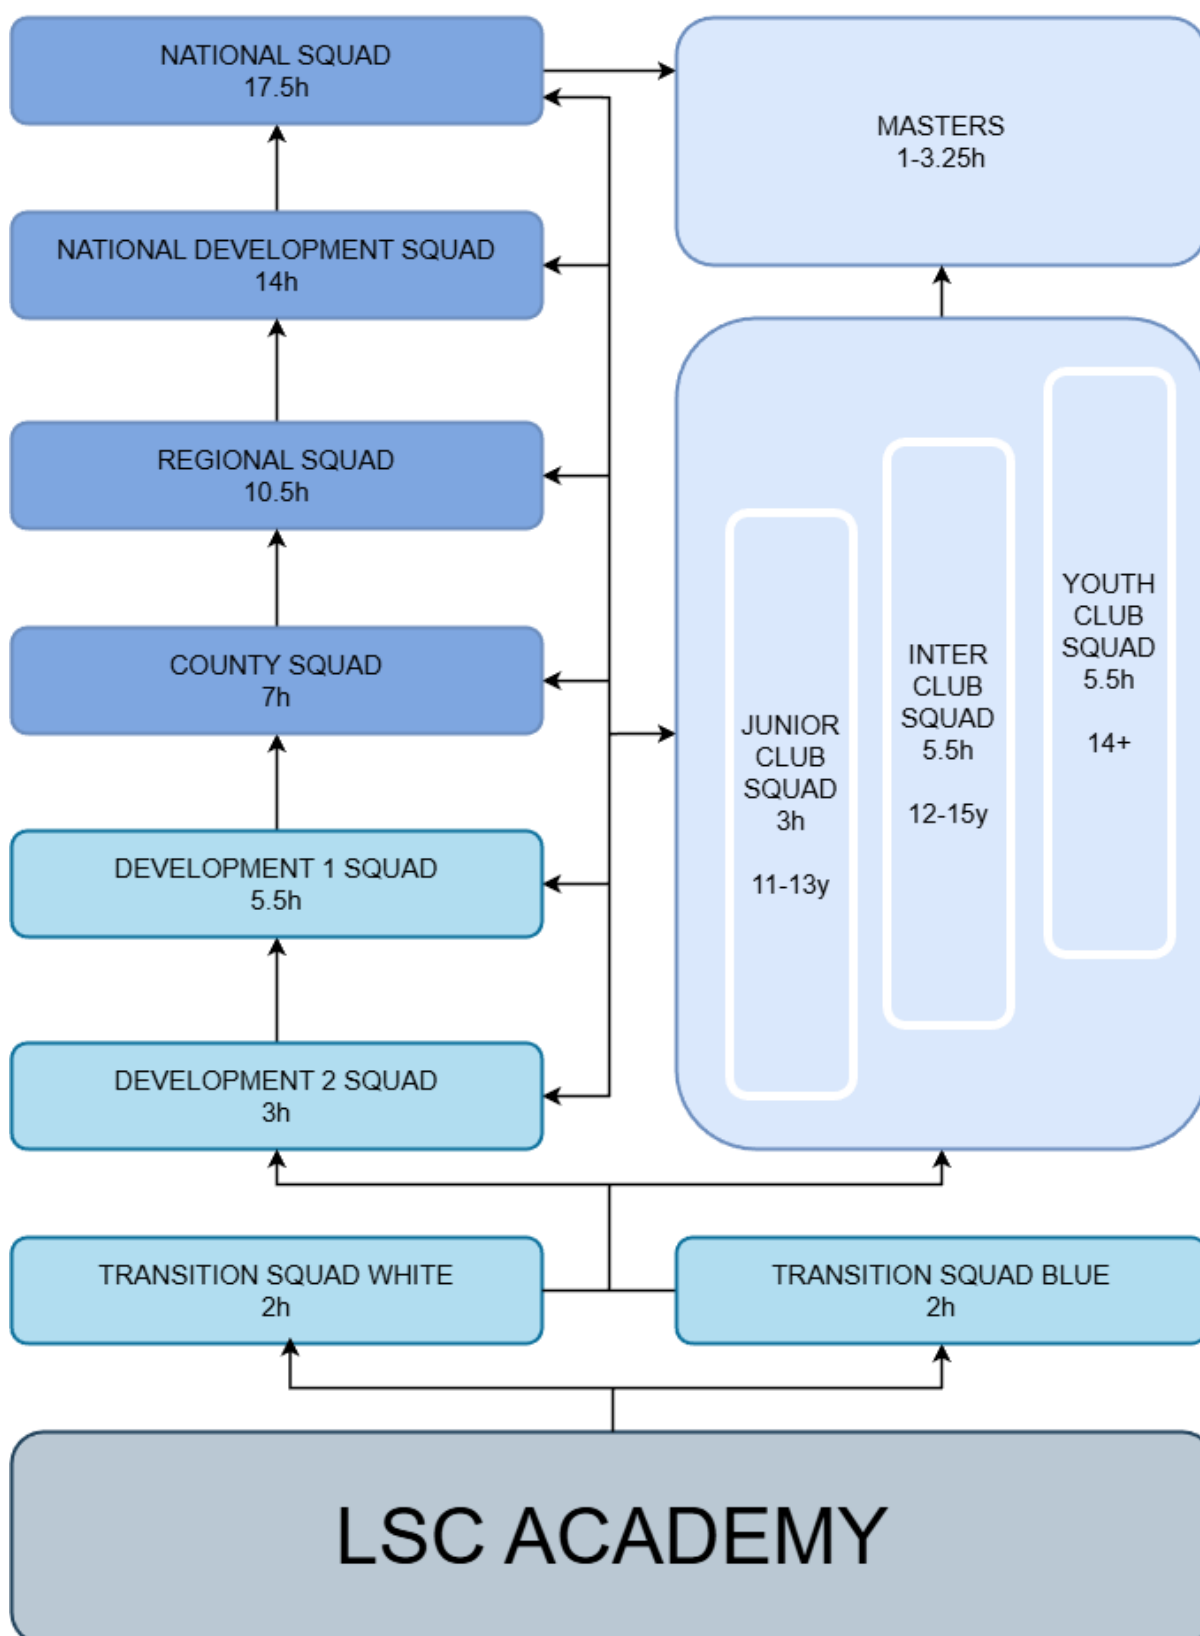 NATIONAL SQUAD
17.5h
MASTERS
1-3.25h
NATIONAL DEVELOPMENT SQUAD
14h
REGIONAL SQUAD
10.5h
COUNTY SQUAD
7h
DEVELOPMENT 1 SQUAD
5.5h
DEVELOPMENT 2 SQUAD
3h
JUNIOR
CLUB
SQUAD
3h
11-13y
INTER
CLUB
SQUAD
5.5h
12-15y
YOUTH
CLUB
SQUAD
5.5h
14+
TRANSITION SQUAD WHITE
2h
TRANSITION SQUAD BLUE
2h
LSC ACADEMY